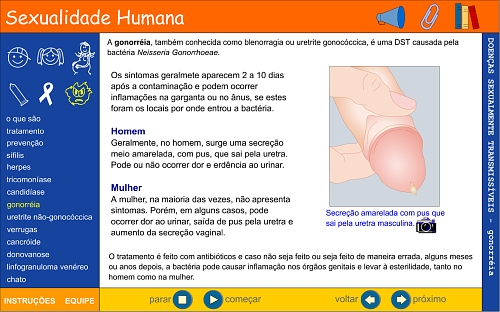 Sexualidade Humana
A gonorréia, também conhecida como blenorragia ou uretrite gonocóccica, é uma DST causada pela
bactéria Neisseria Gonorrhoeae.
Os sintomas geralmete aparecem 2 a 10 dias
após a contaminação e podem ocorrer
inflamações na garganta ou no ânus, se estes
foram os locais por onde entrou a bactéria.
Homem
Geralmente, no homem, surge uma secreção
meio amarelada, com pus, que sai pela uretra.
Pode ou não ocorrer dor e erdência ao urinar.
Mulher
A mulher, na maioria das vezes, não apresenta
sintomas. Porém, em alguns casos, pode
ocorrer dor ao urinar, saída de pus pela uretra e
aumento da secreção vaginal.
Secreção amarelada com pus que
sai pela uretra masculina.
O tratamento é feito com antibióticos e caso não seja feito ou seja feito de maneira errada, alguns meses
ou anos depois, a bactéria pode causar inflamação nos órgãos genitais e levar à esterilidade, tanto no
homem como na mulher.
o que são
tratamento
prevenção
sífilis
herpes
tricomoníase
candidíase
gonorréia
uretrite não-gonocóccica
verrugas
cancróide
donovanose
linfogranuloma venéreo
chato
INSTRUÇÕES EQUIPE
parar começar voltar próximo
DOENÇAS SEXUALMENTE TRANSMISSÍVEIS - gonorréia